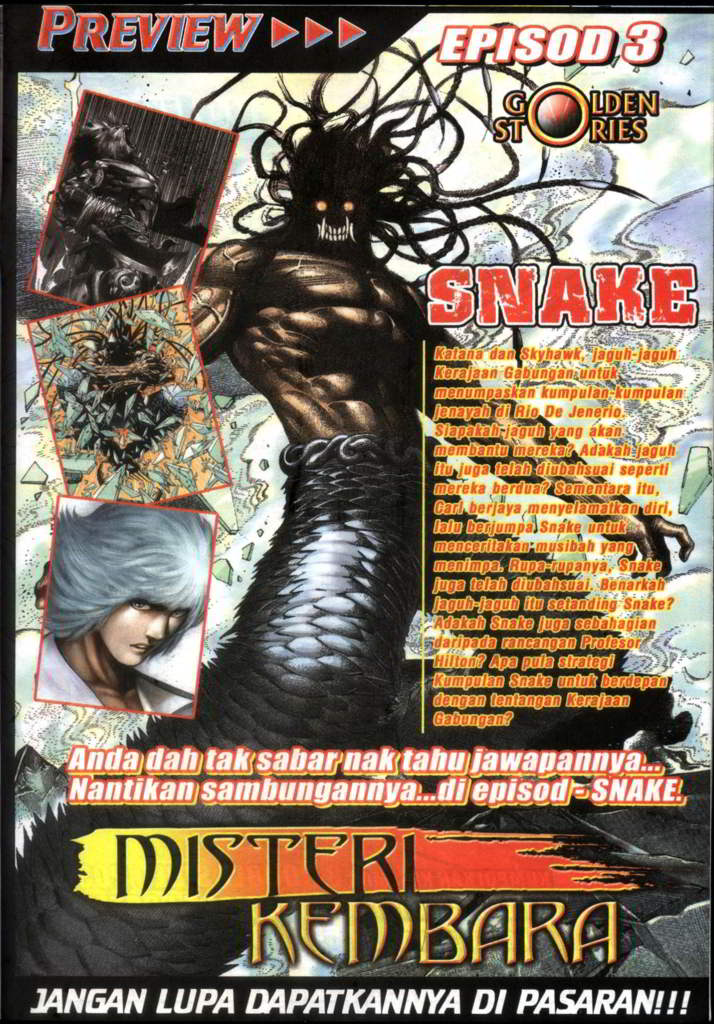 PREVIEW
EPISOD 3
GOLDEN
STORIES
SNAKE
Katana dan Skyhawk, jaguh-jaguh
Kerajaan Gabungan untuk
menumpaskan kumpulan-kumpulan
jenayah di Rio De Jenerio.
Siapakah jaguh yang akan
membantu mereka? Adakah jaguh
itu juga telah diubahsuai seperti
mereka berdua? Sementara itu,
Carl berjaya menyelamatkan diri,
lalu berjumpa Snake untuk
menceritakan musibah yang
menimpa. Rupa-rupanya, Snake
juga telah diubahsuai. Benarkah
jaguh-jaguh itu setanding Snake?
Adakah Snake juga sebahagian
daripada rancangan Profesor
Hilton? Apa pula strategi
Kumpulan Snake untuk berdepan
dengan tentangan Kerajaan
Gabungan?
Anda dah tak sabar nak tahu jawapannya...
Nantikan sambungannya...di episod - SNAKE.
MISTERI
KEMBARA
JANGAN LUPA DAPATKANNYA DI PASARAN!!!